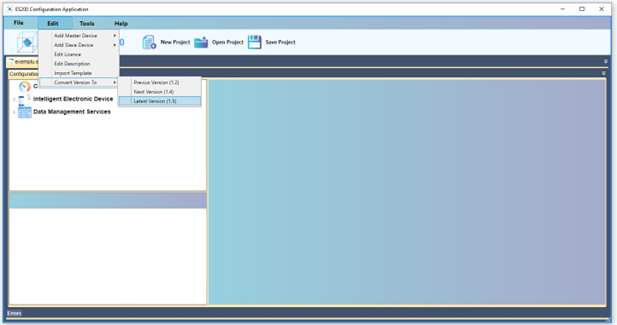 ES200 Configuration Application
File Edit Tools Help
Add Master Device
Add Slave Device
Edit Licence
Edit Description
Import Template
Convert Version To
Previus Version (1.2)
Next Version (1.4)
Latest Version (1.5)
0
New Project Open Project Save Project
exemplu.e
Configuration
C
Intelligent Electronic Device
Data Management Services
Errors